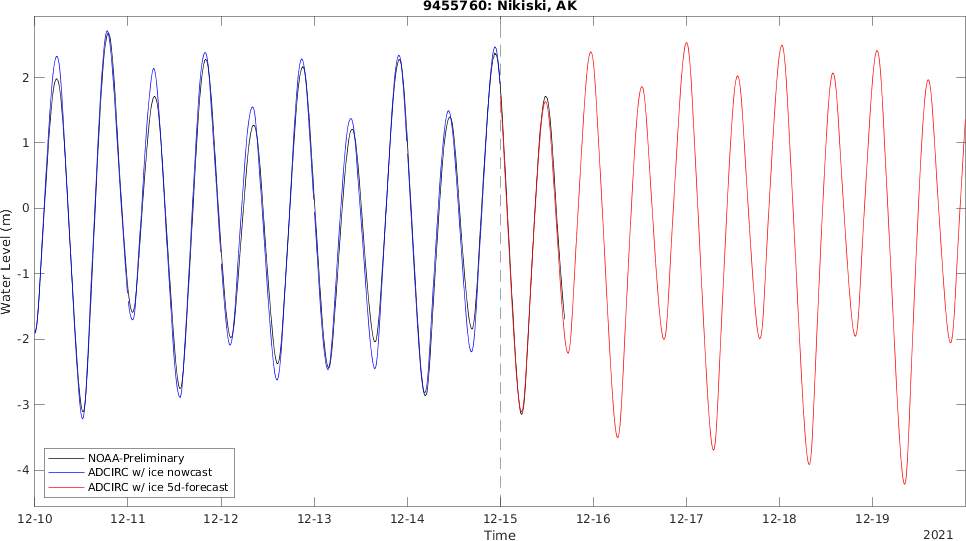 9455760: Nikiski, AK
Water Level (m)
2
1
0
-1
-2
-3
-4
NOAA-Preliminary
ADCIRC w/ ice nowcast
ADCIRC w/ ice 5d-forecast
12-10 12-11 12-12 12-13 12-14 12-15 12-16 12-17 12-18 12-19
Time
2021